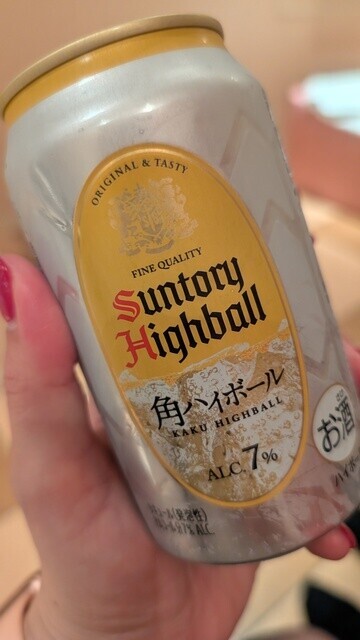 ORIGINAL & TASTY
FINE QUALITY
Suntory
Highball
角ハイボール
KAKU HIGHBALL
ALC.7%
お酒